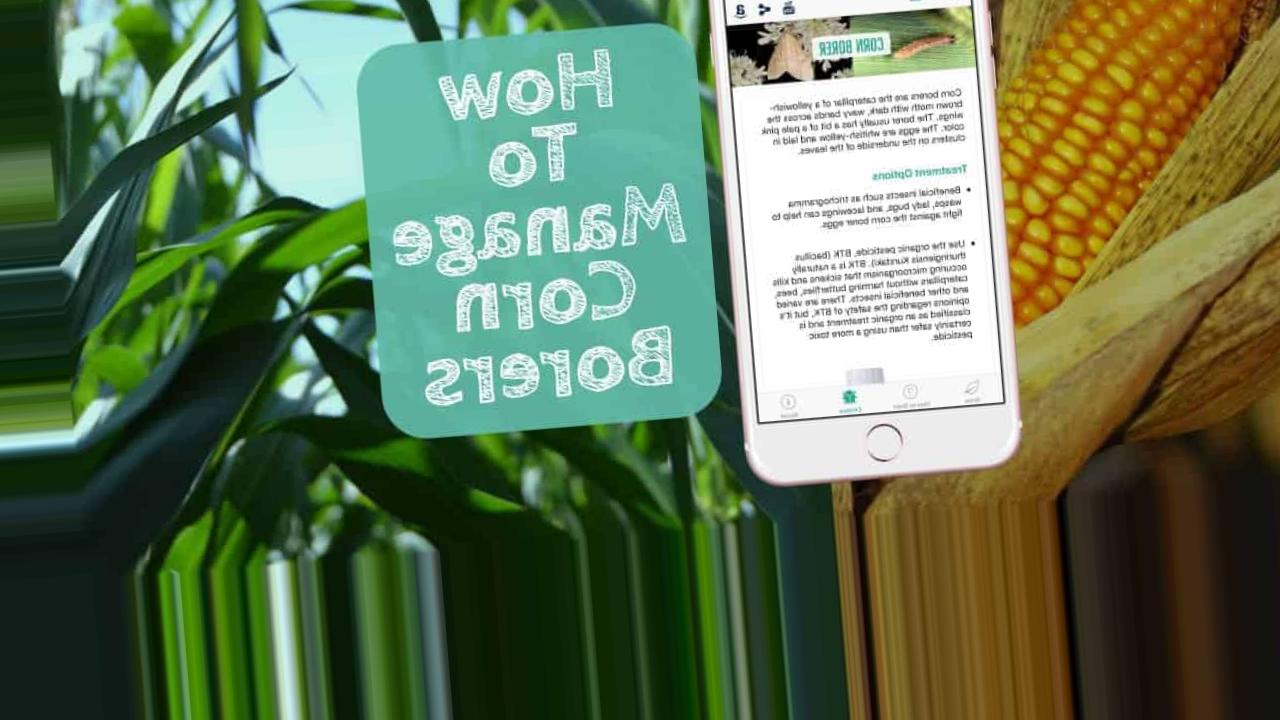 How
To
Manage
Corn
Borers
CORN BORER
Corn borers are the caterpillar of a yellowish-
brown moth with dark, wavy bands across the
wings. The borer usually has a bit of a pale pink
color. The eggs are whitish-yellow and laid in
clusters on the underside of the leaves.
Treatment Options
• Beneficial insects such as trichogramma
wasps, lady bugs, and lacewings can help to
fight against the corn borer eggs.
• Use the organic pesticide, BTK (bacillus
thuringiensis Kurstaki). BTK is a naturally
occuring microorganism that sickens and kills
caterpillars without harming butterflies, bees,
and other beneficial insects. There are varied
opinions regarding the safety of BTK, but it's
classified as an organic treatment and is
certainly safer than using a more toxic
pesticide.